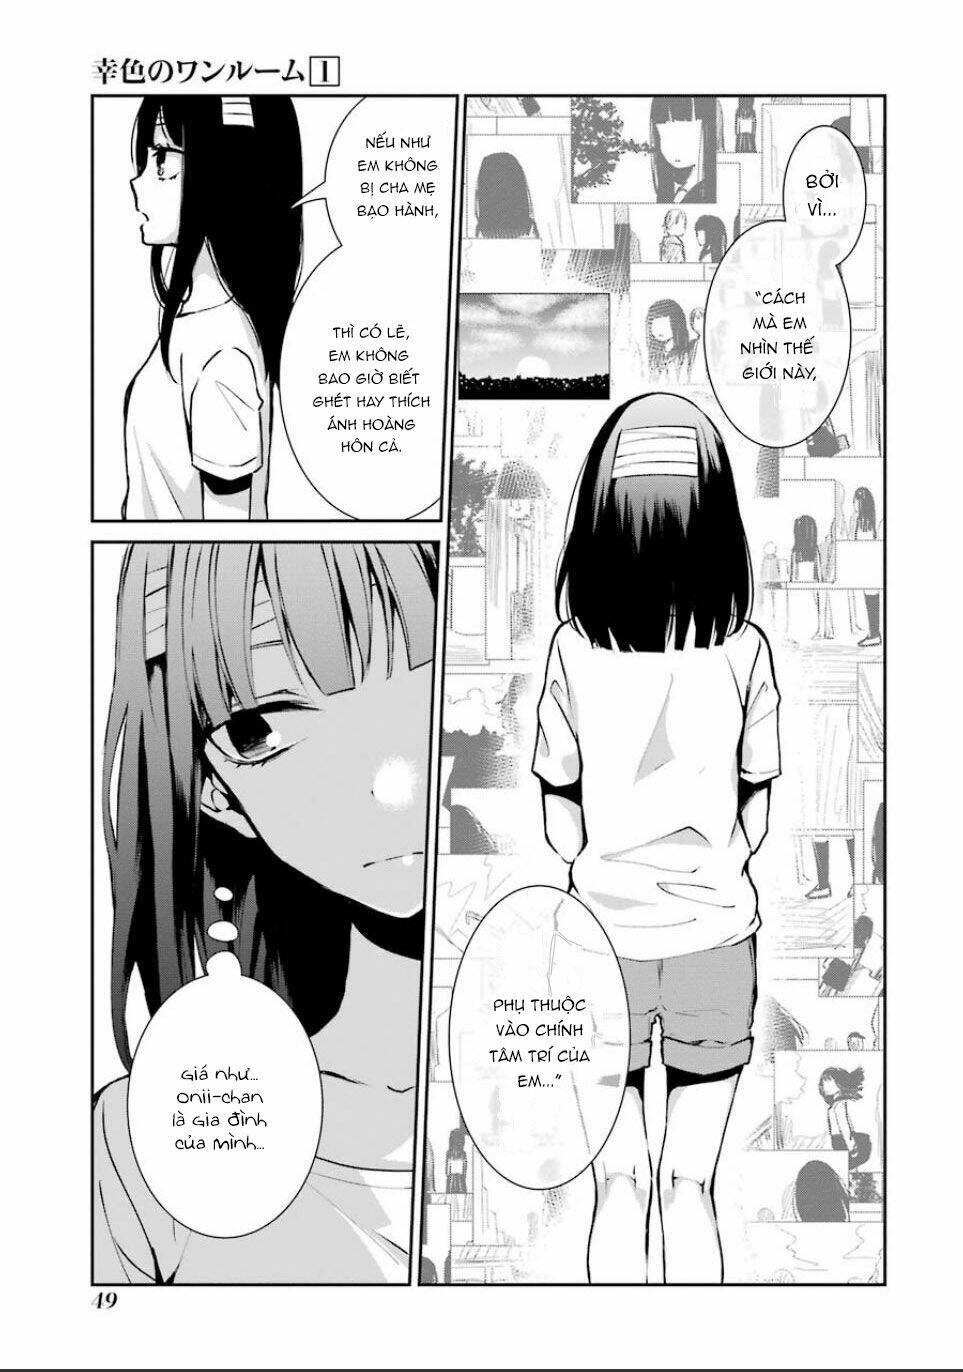 幸色のワンルーム 1
BỞI
VÌ...
"CÁCH
MÀ EM
NHÌN THẾ
GIỚI NÀY,
PHỤ THUỘC
VÀO CHÍNH
TÂM TRÍ CỦA
EM..."
NẾU NHƯ
EM KHÔNG
BỊ CHA MẸ
BẠO HÀNH,
THÌ CÓ LẼ,
EM KHÔNG
BAO GIỜ BIẾT
GHÉT HAY THÍCH
ÁNH HOÀNG
HÔN CẢ.
Giá như...
onii-chan
là gia đình
của mình...
49